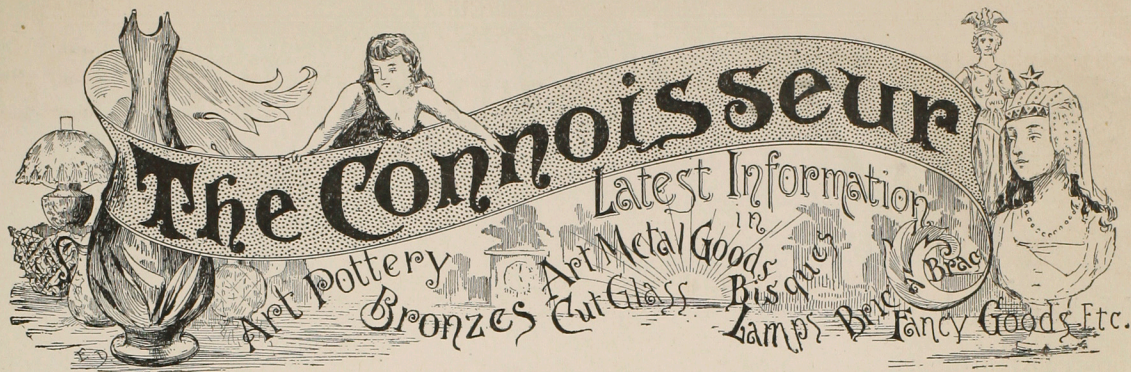 The Connoisseur
Latest Information
in
Art Pottery
Bronzes
Art Metal Goods
Cut Glass
Bisques
Lamps
Bric A Brac
Fancy Goods Etc.
ED